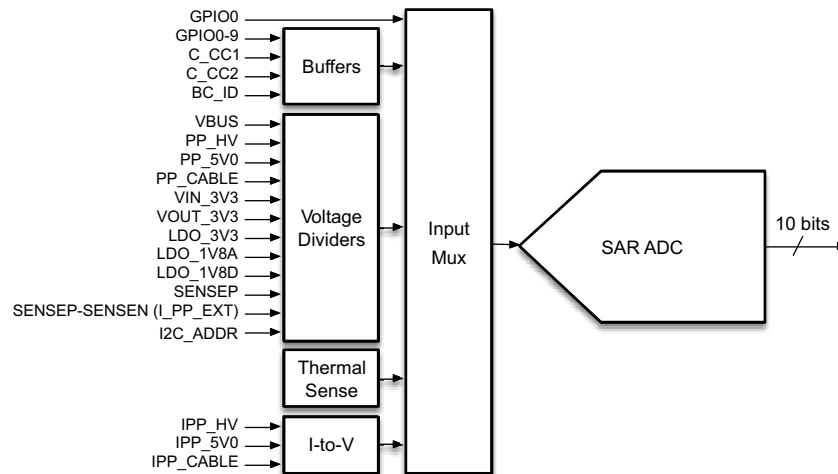 GPIO0
GPIO0-9
C_CC1
C_CC2
BC_ID
Buffers
VBUS
PP_HV
PP_5V0
PP_CABLE
VIN_3V3
VOUT_3V3
LDO_3V3
LDO_1V8A
LDO_1V8D
SENSEP
SENSEP-SENSEN (I_PP_EXT)
I2C_ADDR
Voltage
Dividers
Thermal
Sense
IPP_HV
IPP_5V0
IPP_CABLE
I-to-V
Input
Mux
SAR ADC
10 bits